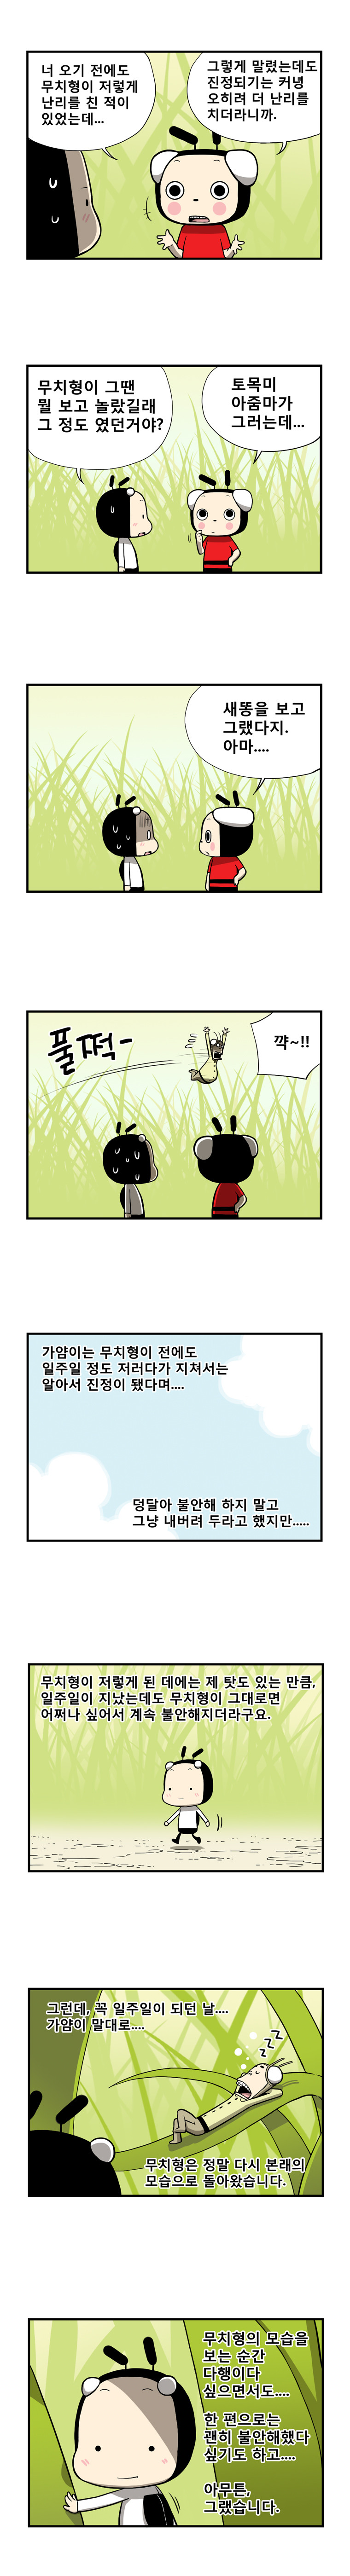 너 오기 전에도
무치형이 저렇게
난리를 친 적이
있었는데...
그렇게 말렸는데도
진정되기는 커녕
오히려 더 난리를
치더라니까.
무치형이 그땐
뭘 보고 놀랐길래
그 정도 였던거야?
토목미
아줌마가
그러는데...
새똥을 보고
그랬다지.
아마....
풀쩍-
꺅~!!
가얌이는 무치형이 전에도
일주일 정도 저러다가 지쳐서는
알아서 진정이 됐다며....
덩달아 불안해 하지 말고
그냥 내버려 두라고 했지만.....
무치형이 저렇게 된 데에는 제 탓도 있는 만큼,
일주일이 지났는데도 무치형이 그대로면
어쩌나 싶어서 계속 불안해지더라구요.
그런데, 꼭 일주일이 되던 날....
가얌이 말대로....
z z Z Z
무치형은 정말 다시 본래의
모습으로 돌아왔습니다.
무치형의 모습을
보는 순간
다행이다
싶으면서도....
한 편으로는
괜히 불안해했다
싶기도 하고....
아무튼,
그랬습니다.